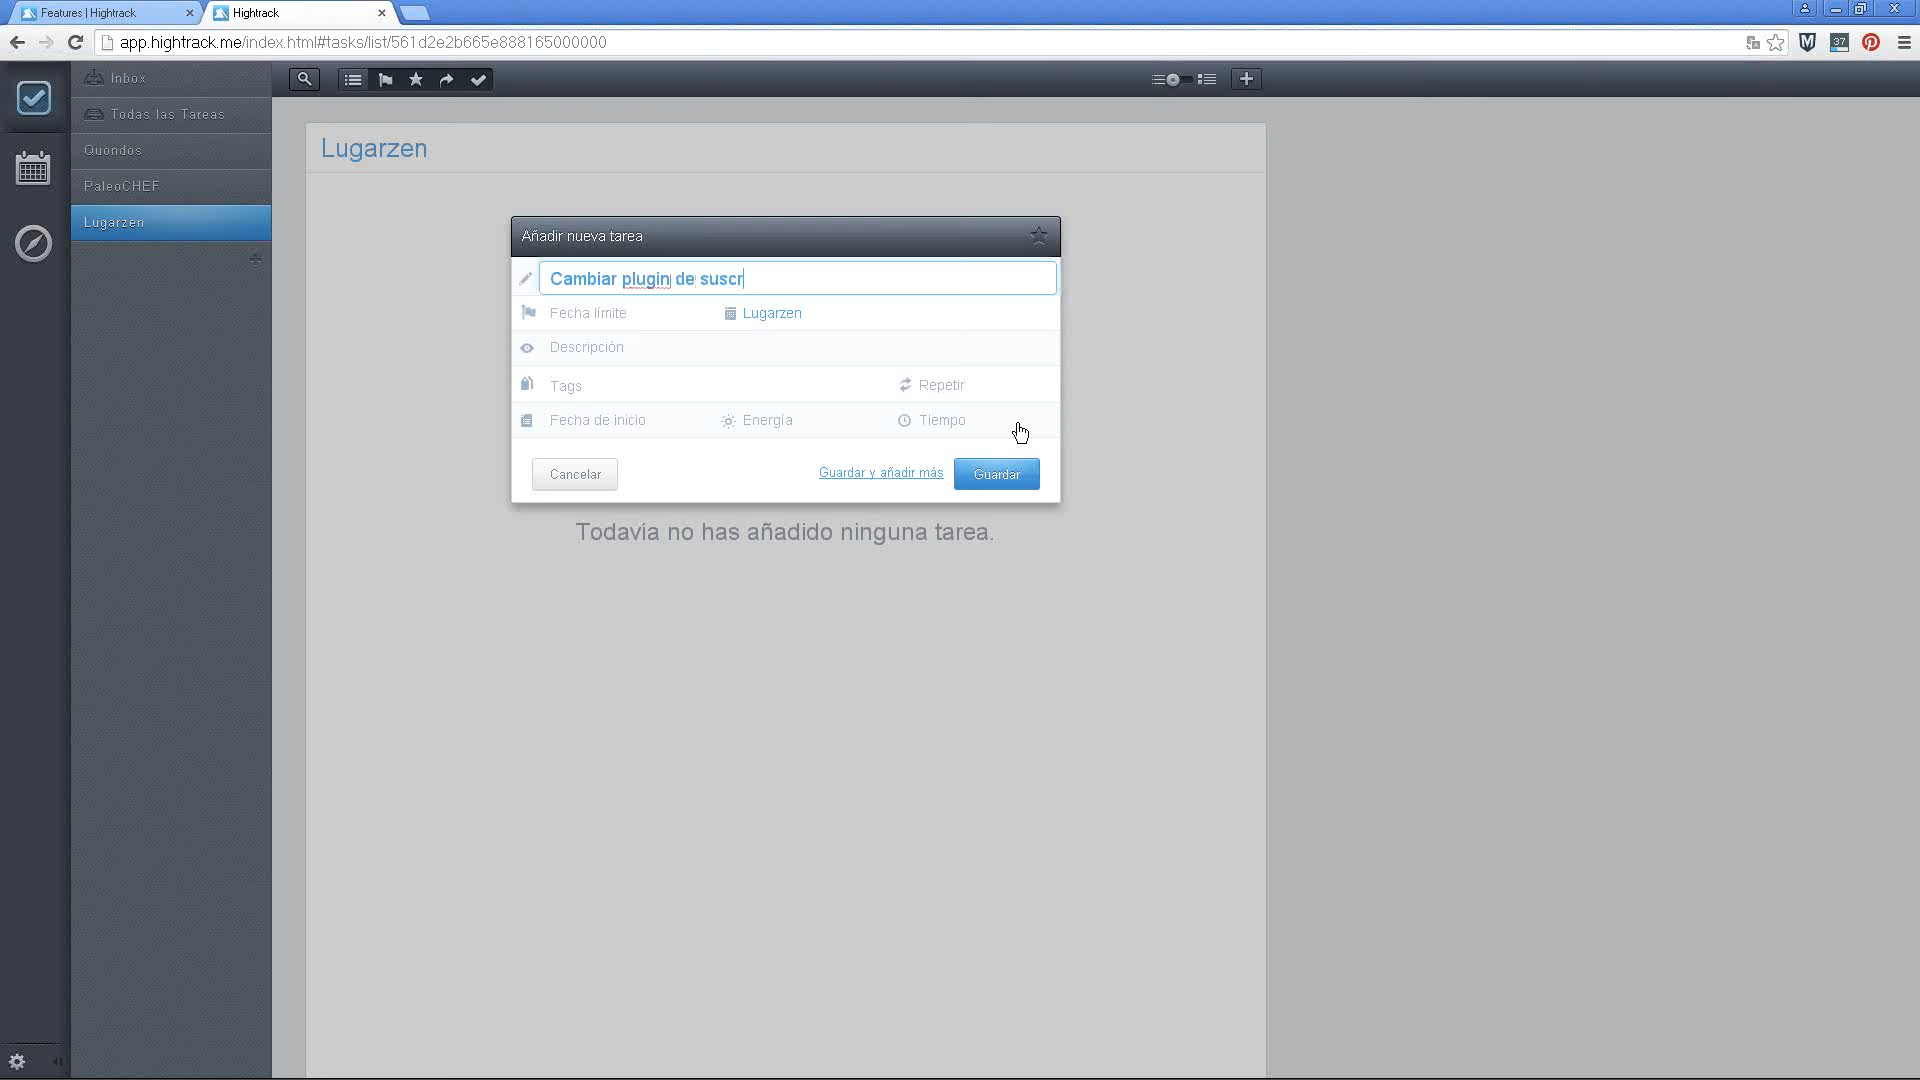 Features | Hightrack
Hightrack
app.hightrack.me/index.html#tasks/list/561d2e2b665e888165000000
37
Inbox
Todas las Tareas
Quondos
PaleoCHEF
Lugarzen
Lugarzen
Añadir nueva tarea
Cambiar plugin de suscr
Fecha límite Lugarzen
Descripción
Tags Repetir
Fecha de inicio Energía Tiempo
Cancelar Guardar y añadir más Guardar
Todavía no has añadido ninguna tarea.